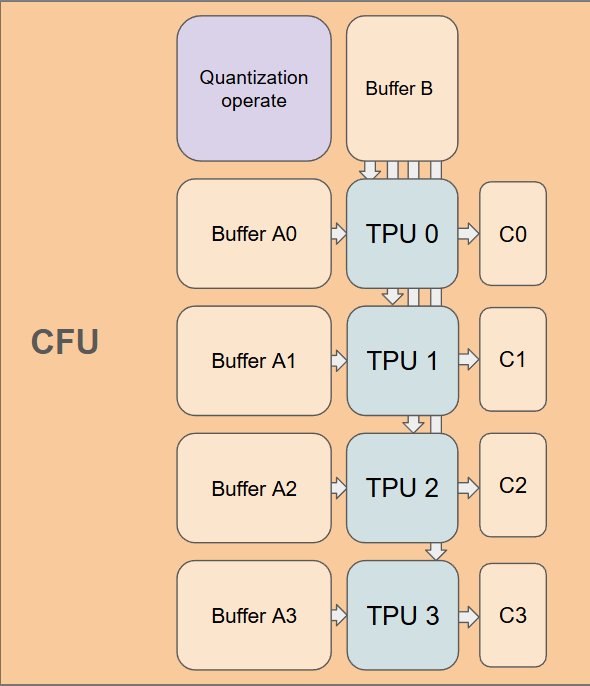 Quantization
operate
Buffer B
Buffer A0
TPU 0
C0
CFU
Buffer A1
TPU 1
C1
Buffer A2
TPU 2
C2
Buffer A3
TPU 3
C3